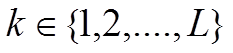 k ∈ {1,2,....,L}